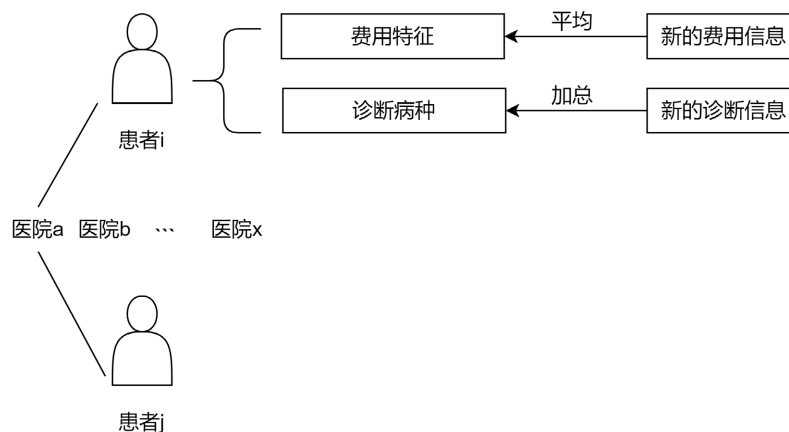 费用特征
平均
新的费用信息
诊断病种
加总
新的诊断信息
患者i
医院a 医院b … 医院x
患者j